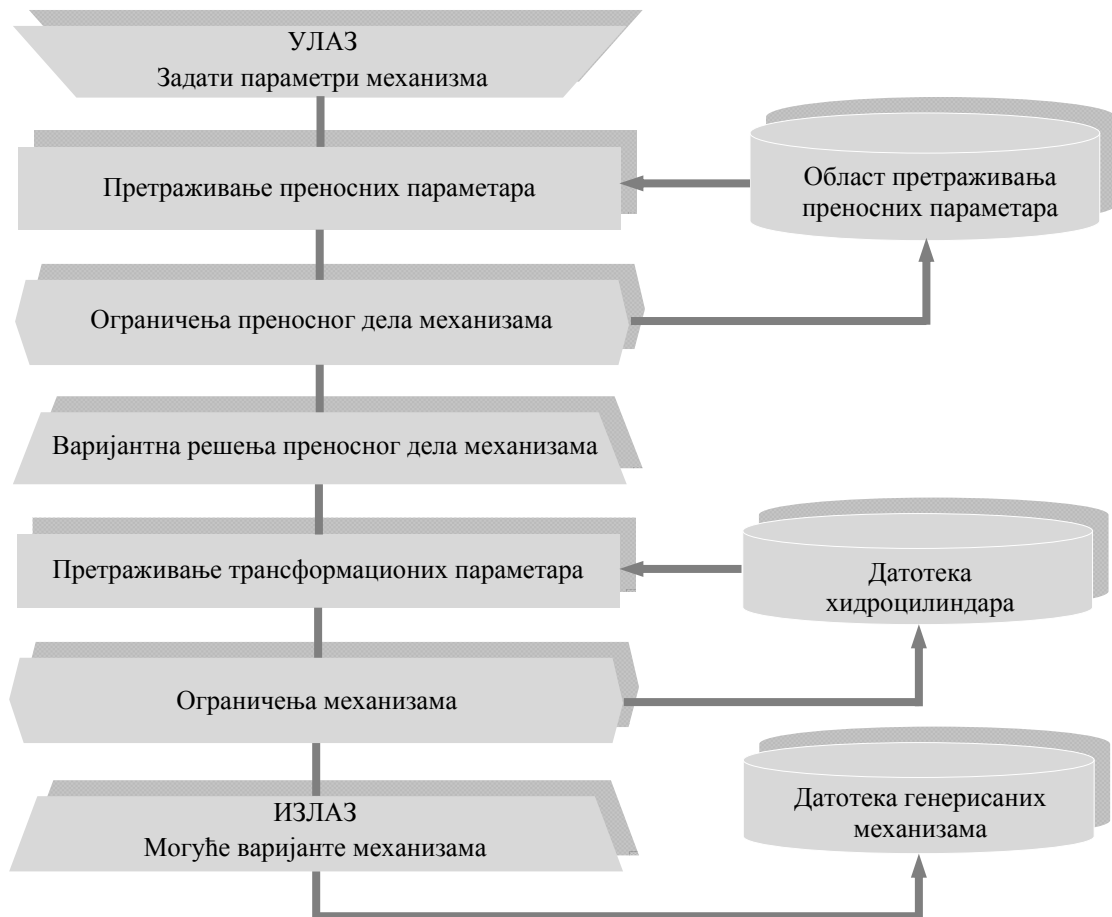 УЛАЗ
Задати параметри механизма
Претраживање преносних параметара
Област претраживања
преносних параметара
Ограничења преносног дела механизама
Варијантна решења преносног дела механизама
Претраживање трансформационих параметара
Датотека
хидроцилиндара
Ограничења механизама
ИЗЛАЗ
Могуће варијанте механизама
Датотека генерисаних
механизама